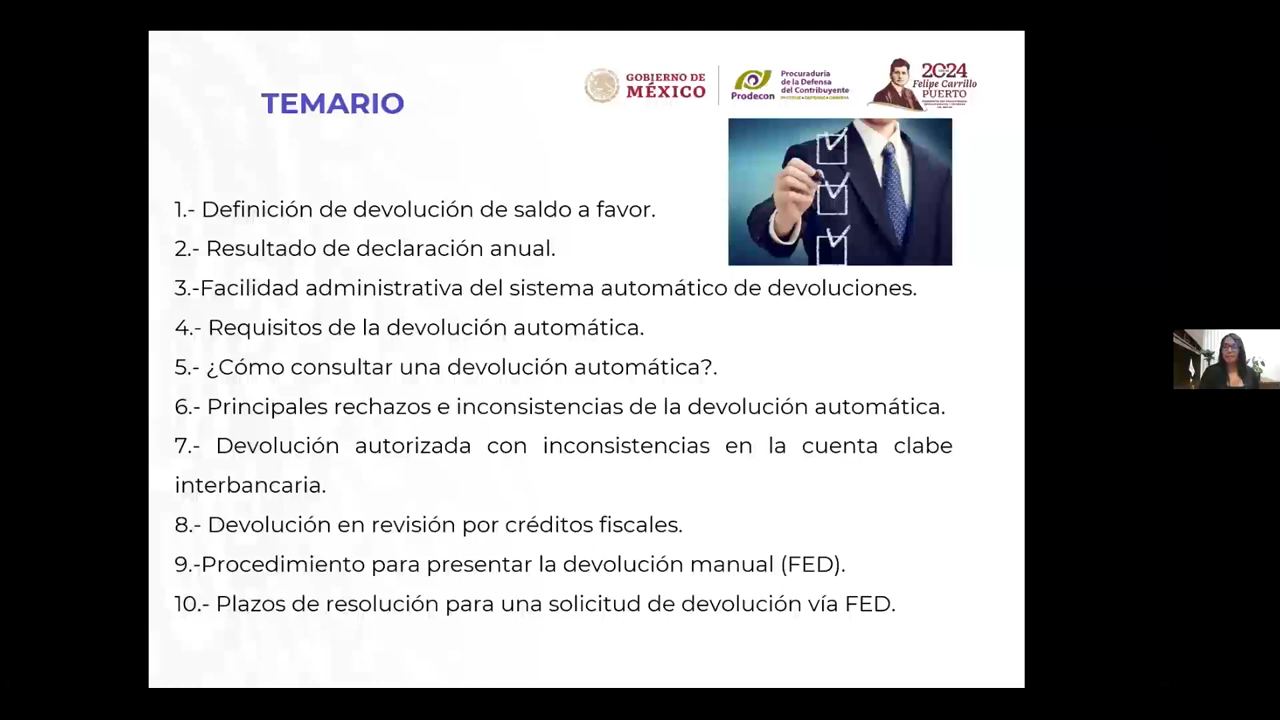 TEMARIO
GOBIERNO DE
MÉXICO
Prodecon
Procuraduría
de la Defensa
del Contribuyente
2024
Felipe Carrillo
PUERTO
1.- Definición de devolución de saldo a favor.
2.- Resultado de declaración anual.
3.-Facilidad administrativa del sistema automático de devoluciones.
4.- Requisitos de la devolución automática.
5.- ¿Cómo consultar una devolución automática?.
6.- Principales rechazos e inconsistencias de la devolución automática.
7.- Devolución autorizada con inconsistencias en la cuenta clabe
interbancaria.
8.- Devolución en revisión por créditos fiscales.
9.-Procedimiento para presentar la devolución manual (FED).
10.- Plazos de resolución para una solicitud de devolución vía FED.